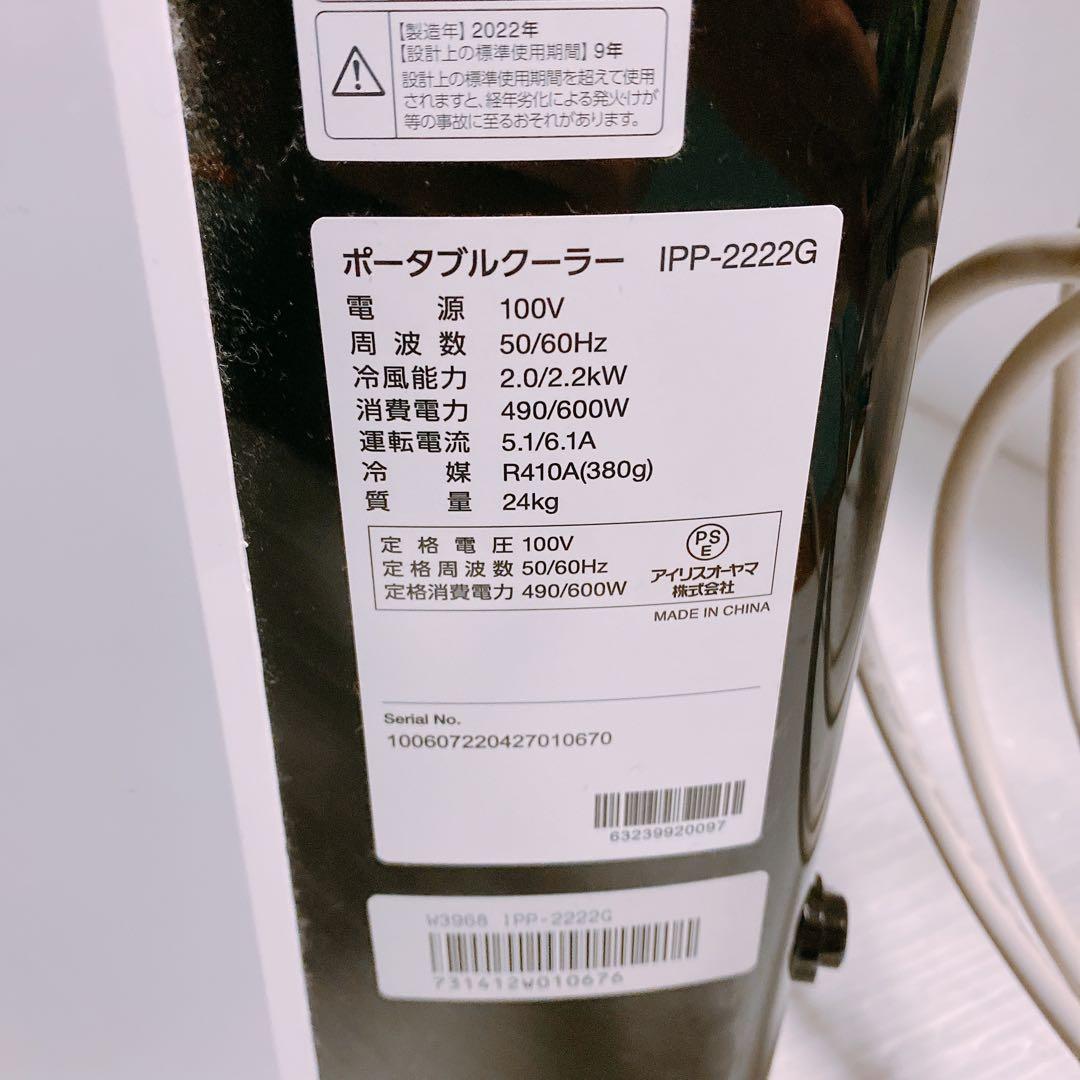 【製造年】2022年
【設計上の標準使用期間】9年
設計上の標準使用期間を超えて使用
されますと、経年劣化による発火・けが
等の事故に至るおそれがあります。
ポータブルクーラー IPP-2222G
電源 100V
周波数 50/60Hz
冷風能力 2.0/2.2kW
消費電力 490/600W
運転電流 5.1/6.1A
冷媒 R410A(380g)
質量 24kg
定格電圧 100V
定格周波数 50/60Hz
定格消費電力 490/600W
PS
E
アイリスオーヤマ
株式会社
MADE IN CHINA
Serial No.
100607220427010670
63239920097
W3968 IPP-2222G
731412W010676